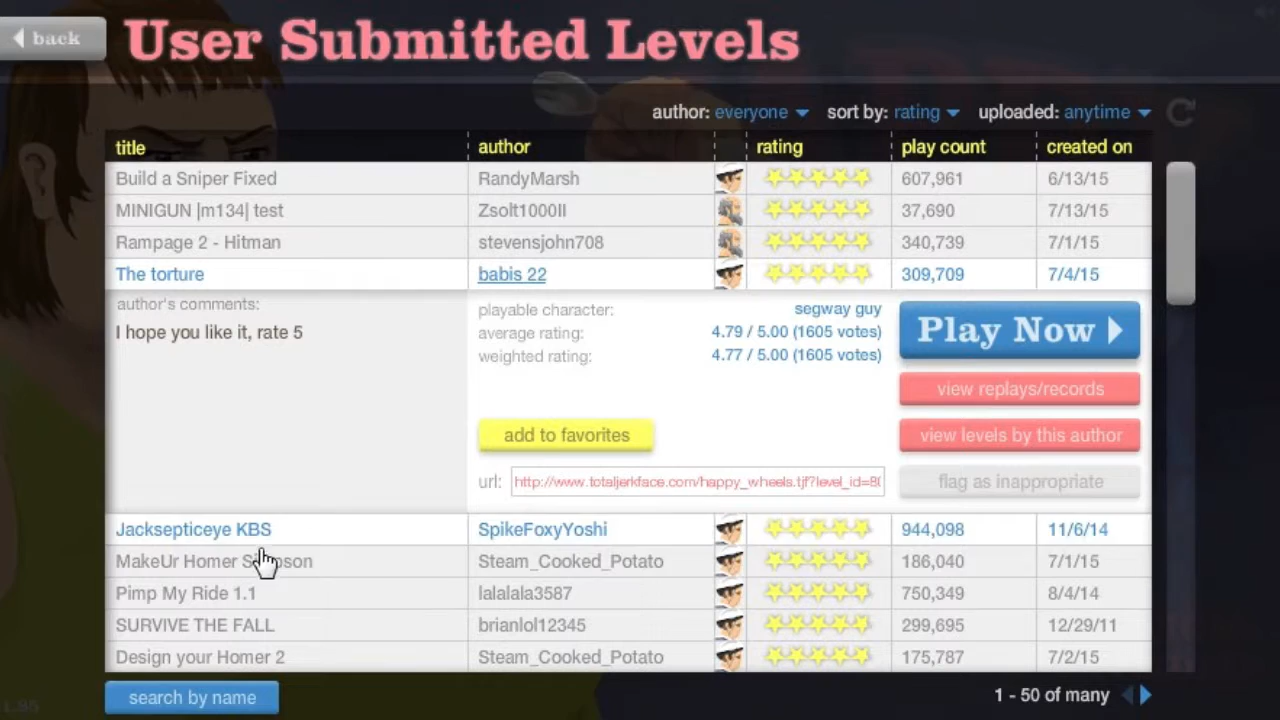 back
User Submitted Levels
author: everyone sort by: rating uploaded: anytime
title author rating play count created on
Build a Sniper Fixed RandyMarsh 607,961 6/13/15
MINIGUN |m134| test Zsolt1000II 37,690 7/13/15
Rampage 2 - Hitman stevensjohn708 340,739 7/1/15
The torture babis 22 309,709 7/4/15
author's comments:
I hope you like it, rate 5
playable character: segway guy
average rating: 4.79 / 5.00 (1605 votes)
weighted rating: 4.77 / 5.00 (1605 votes)
Play Now
view replays/records
add to favorites
view levels by this author
url: http://www.totaljerkface.com/happy_wheels.tjf?level_id=8
flag as inappropriate
Jacksepticeye KBS SpikeFoxyYoshi 944,098 11/6/14
MakeUr Homer Steam_Cooked_Potato 186,040 7/1/15
Pimp My Ride 1.1 lalalala3587 750,349 8/4/14
SURVIVE THE FALL brianlol12345 299,695 12/29/11
Design your Homer 2 Steam_Cooked_Potato 175,787 7/2/15
search by name
1 - 50 of many